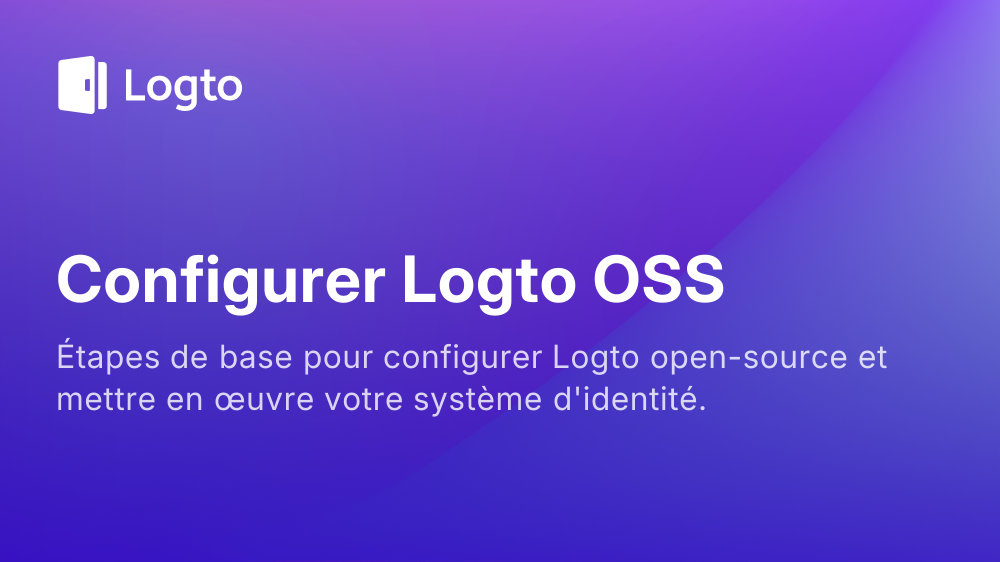 Logto
Configurer Logto OSS
Étapes de base pour configurer Logto open-source et
mettre en œuvre votre système d'identité.